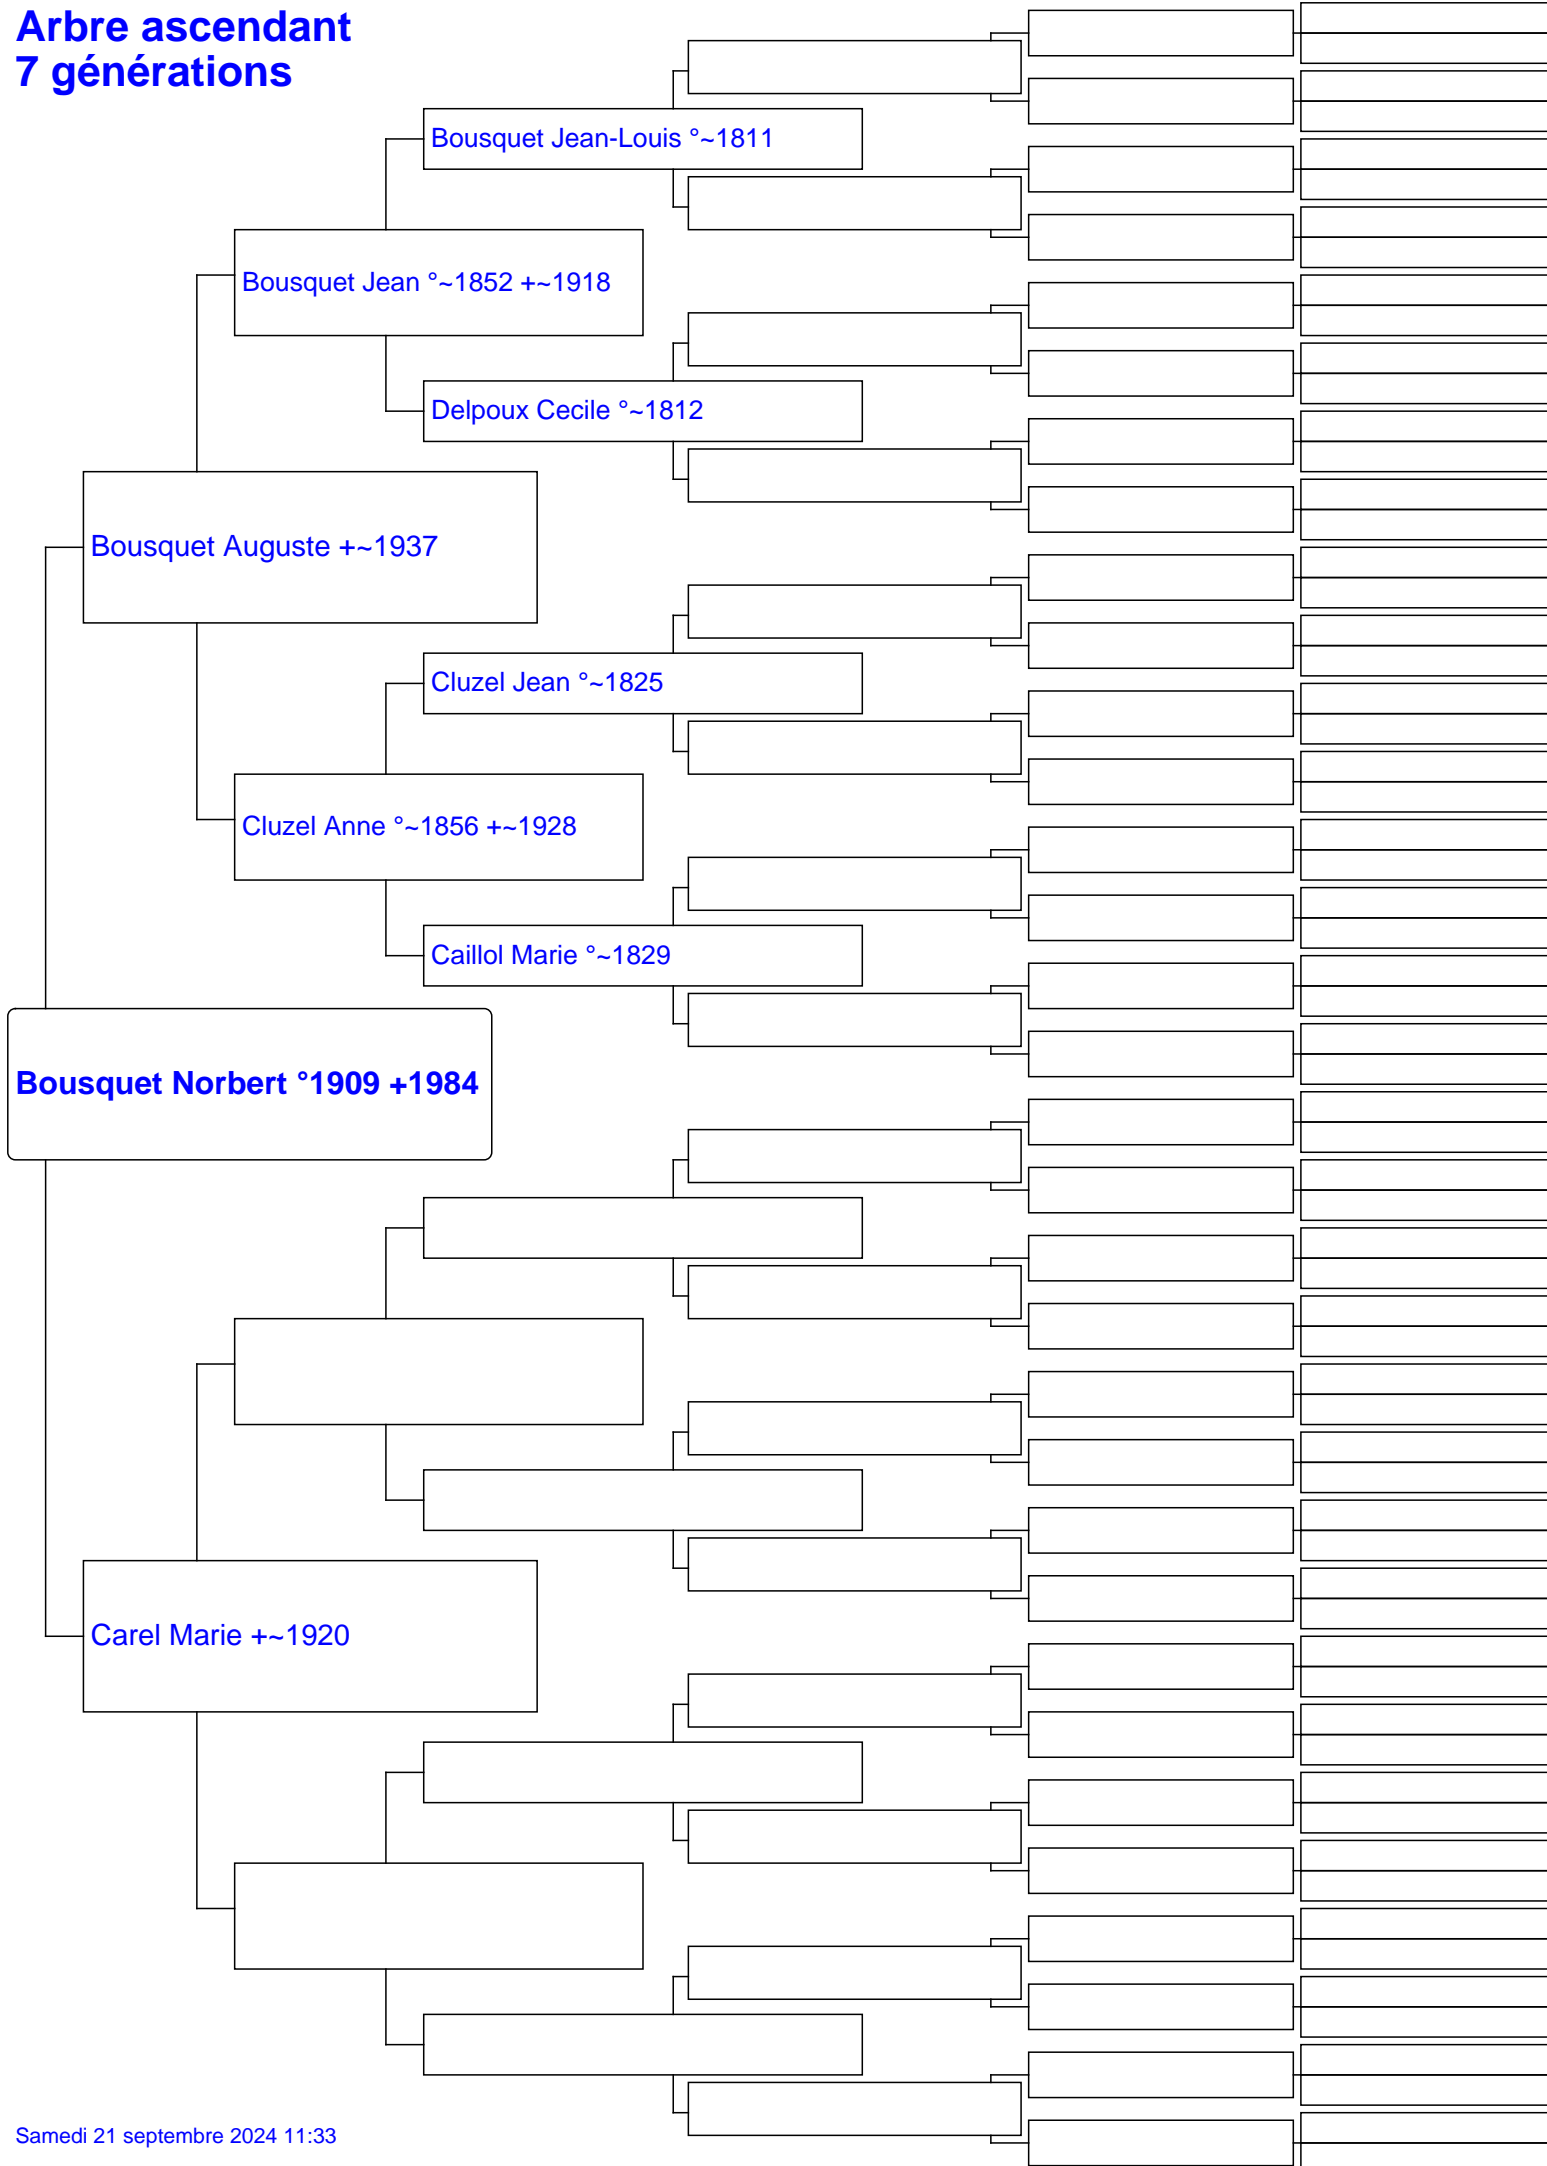 Arbre ascendant
7 générations
Bousquet Jean-Louis °~1811
Bousquet Jean °~1852 +~1918
Delpoux Cecile °~1812
Bousquet Auguste +~1937
Cluzel Jean °~1825
Cluzel Anne °~1856 +~1928
Caillol Marie °~1829
Bousquet Norbert °1909 +1984
Carel Marie +~1920
Samedi 21 septembre 2024 11:33